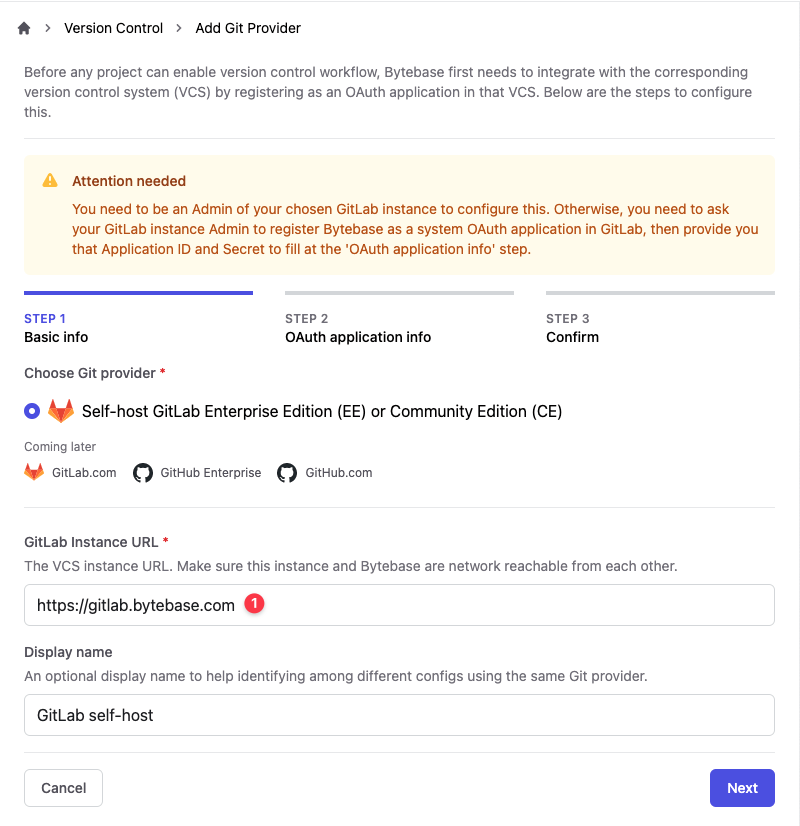 Version Control > Add Git Provider
Before any project can enable version control workflow, Bytebase first needs to integrate with the corresponding
version control system (VCS) by registering as an OAuth application in that VCS. Below are the steps to configure
this.
Attention needed
You need to be an Admin of your chosen GitLab instance to configure this. Otherwise, you need to ask
your GitLab instance Admin to register Bytebase as a system OAuth application in GitLab, then provide you
that Application ID and Secret to fill at the 'OAuth application info' step.
STEP 1
Basic info
STEP 2
OAuth application info
STEP 3
Confirm
Choose Git provider *
Self-host GitLab Enterprise Edition (EE) or Community Edition (CE)
Coming later
GitLab.com GitHub Enterprise GitHub.com
GitLab Instance URL *
The VCS instance URL. Make sure this instance and Bytebase are network reachable from each other.
https://gitlab.bytebase.com 1
Display name
An optional display name to help identifying among different configs using the same Git provider.
GitLab self-host
Cancel Next